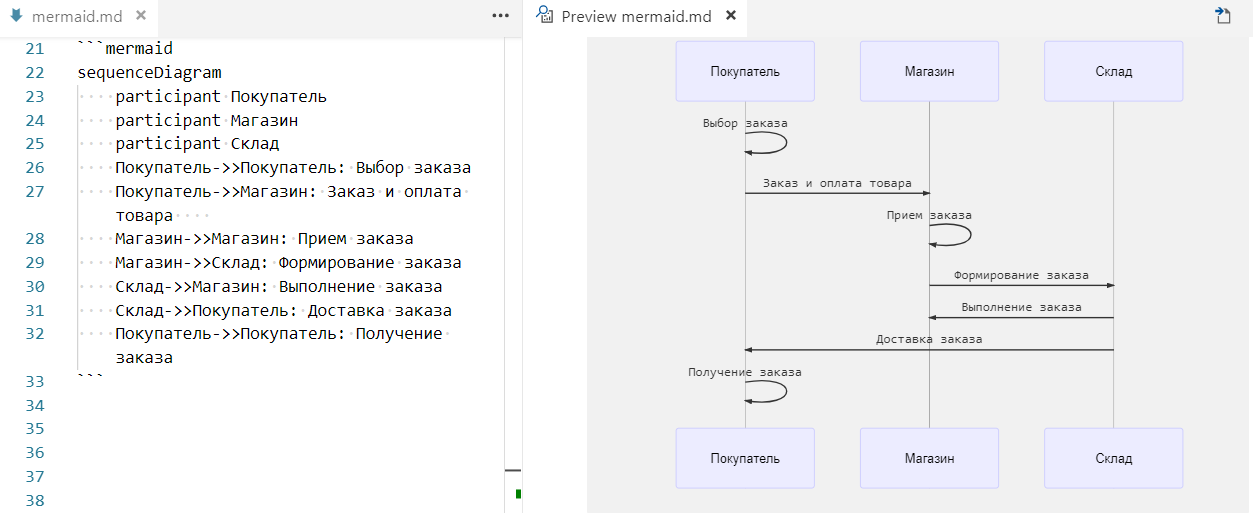 mermaid.md
Preview mermaid.md
21 ```mermaid
22 sequenceDiagram
23 participant Покупатель
24 participant Магазин
25 participant Склад
26 Покупатель->>Покупатель: Выбор заказа
27 Покупатель->>Магазин: Заказ и оплата
товара
28 Магазин->>Магазин: Прием заказа
29 Магазин->>Склад: Формирование заказа
30 Склад->>Магазин: Выполнение заказа
31 Склад->>Покупатель: Доставка заказа
32 Покупатель->>Покупатель: Получение
заказа
33 ```
34
35
36
37
38
Покупатель Магазин Склад
Выбор заказа
Заказ и оплата товара
Прием заказа
Формирование заказа
Выполнение заказа
Доставка заказа
Получение заказа
Покупатель Магазин Склад